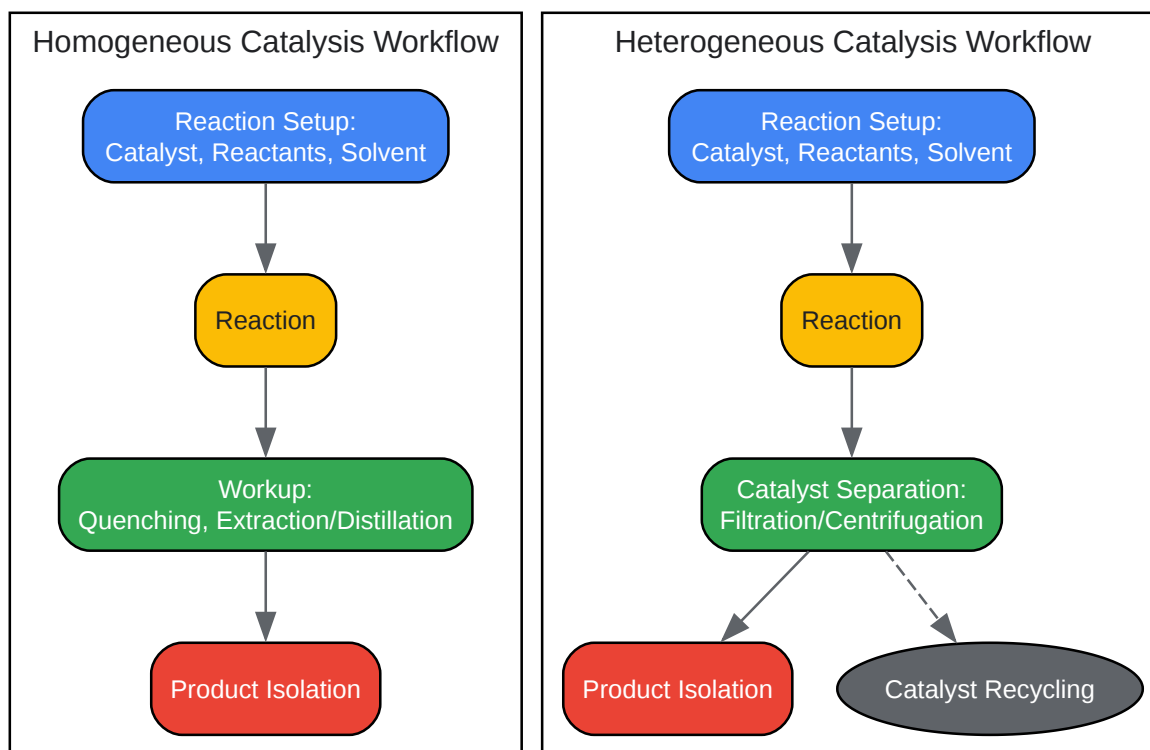 Homogeneous Catalysis Workflow
Reaction Setup:
Catalyst, Reactants, Solvent
Reaction
Workup:
Quenching, Extraction/Distillation
Product Isolation
Heterogeneous Catalysis Workflow
Reaction Setup:
Catalyst, Reactants, Solvent
Reaction
Catalyst Separation:
Filtration/Centrifugation
Product Isolation
Catalyst Recycling